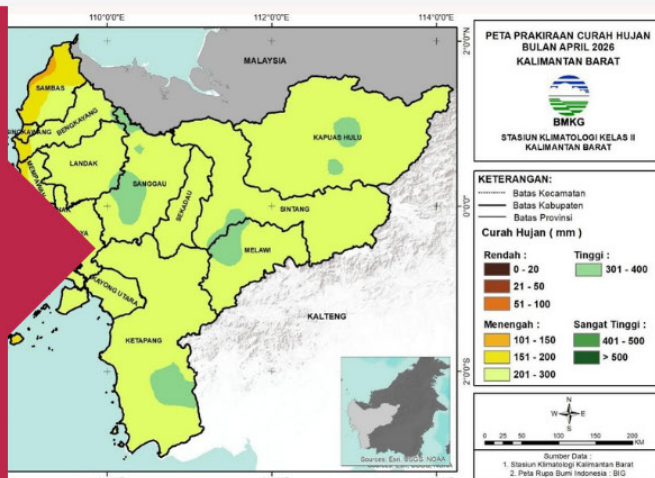 110°0'0"E
112°0'0"E
114°0'0"E
2°0'0"N
0°0'0"
2°0'0"S
MALAYSIA
SAMBAS
BENGKAYANG
LANDAK
SANGGAU
SEKADAU
KAPUAS HULU
SINTANG
MELAWI
KAYONG UTARA
KETAPANG
KALTENG
Sources: Esri, USGS, NOAA
PETA PRAKIRAAN CURAH HUJAN
BULAN APRIL 2026
KALIMANTAN BARAT
BMKG
STASIUN KLIMATOLOGI KELAS II
KALIMANTAN BARAT
KETERANGAN:
Batas Kecamatan
Batas Kabupaten
Batas Provinsi
Curah Hujan ( mm )
Rendah :
0 - 20
21 - 50
51 - 100
Menengah :
101 - 150
151 - 200
201 - 300
Tinggi :
301 - 400
Sangat Tinggi :
401 - 500
> 500
N
W
E
S
0 25 50 100 150 200
KM
Sumber Data :
1. Stasiun Klimatologi Kalimantan Barat
2. Peta Rupa Bumi Indonesia : BIG